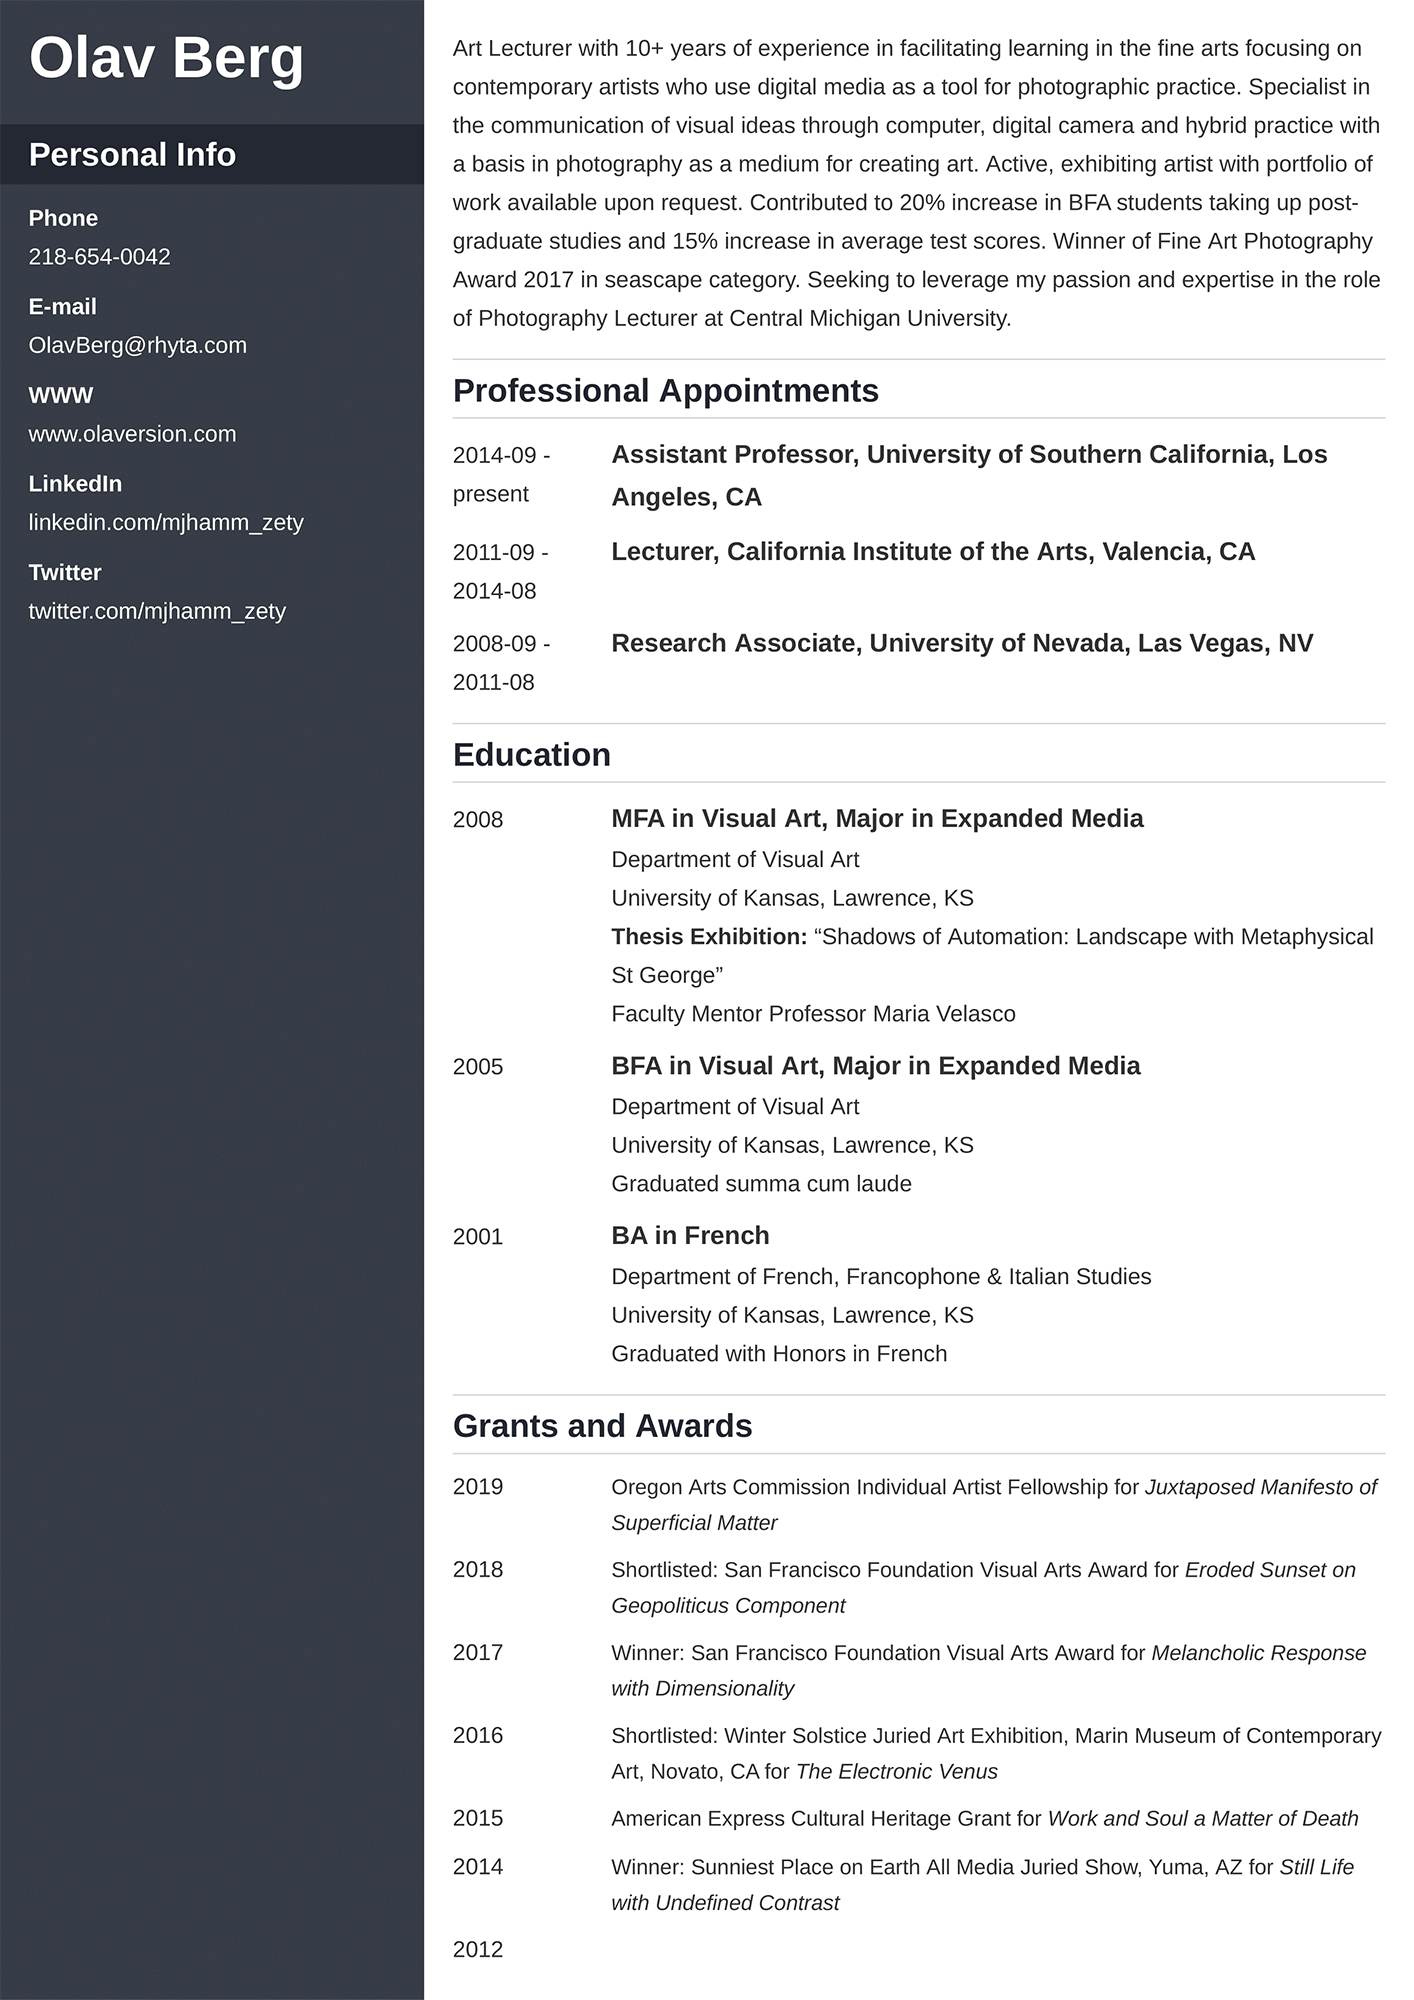 Olav Berg
Personal Info
Phone
218-654-0042
E-mail
OlavBerg@rhyta.com
WWW
www.olaversion.com
LinkedIn
linkedin.com/mjhamm_zety
Twitter
twitter.com/mjhamm_zety
Art Lecturer with 10+ years of experience in facilitating learning in the fine arts focusing on
contemporary artists who use digital media as a tool for photographic practice. Specialist in
the communication of visual ideas through computer, digital camera and hybrid practice with
a basis in photography as a medium for creating art. Active, exhibiting artist with portfolio of
work available upon request. Contributed to 20% increase in BFA students taking up post-
graduate studies and 15% increase in average test scores. Winner of Fine Art Photography
Award 2017 in seascape category. Seeking to leverage my passion and expertise in the role
of Photography Lecturer at Central Michigan University.
Professional Appointments
2014-09 - Assistant Professor, University of Southern California, Los
present Angeles, CA
2011-09 - Lecturer, California Institute of the Arts, Valencia, CA
2014-08
2008-09 - Research Associate, University of Nevada, Las Vegas, NV
2011-08
Education
2008 MFA in Visual Art, Major in Expanded Media
Department of Visual Art
University of Kansas, Lawrence, KS
Thesis Exhibition: “Shadows of Automation: Landscape with Metaphysical
St George”
Faculty Mentor Professor Maria Velasco
2005 BFA in Visual Art, Major in Expanded Media
Department of Visual Art
University of Kansas, Lawrence, KS
Graduated summa cum laude
2001 BA in French
Department of French, Francophone & Italian Studies
University of Kansas, Lawrence, KS
Graduated with Honors in French
Grants and Awards
2019 Oregon Arts Commission Individual Artist Fellowship for Juxtaposed Manifesto of
Superficial Matter
2018 Shortlisted: San Francisco Foundation Visual Arts Award for Eroded Sunset on
Geopoliticus Component
2017 Winner: San Francisco Foundation Visual Arts Award for Melancholic Response
with Dimensionality
2016 Shortlisted: Winter Solstice Juried Art Exhibition, Marin Museum of Contemporary
Art, Novato, CA for The Electronic Venus
2015 American Express Cultural Heritage Grant for Work and Soul a Matter of Death
2014 Winner: Sunniest Place on Earth All Media Juried Show, Yuma, AZ for Still Life
with Undefined Contrast
2012